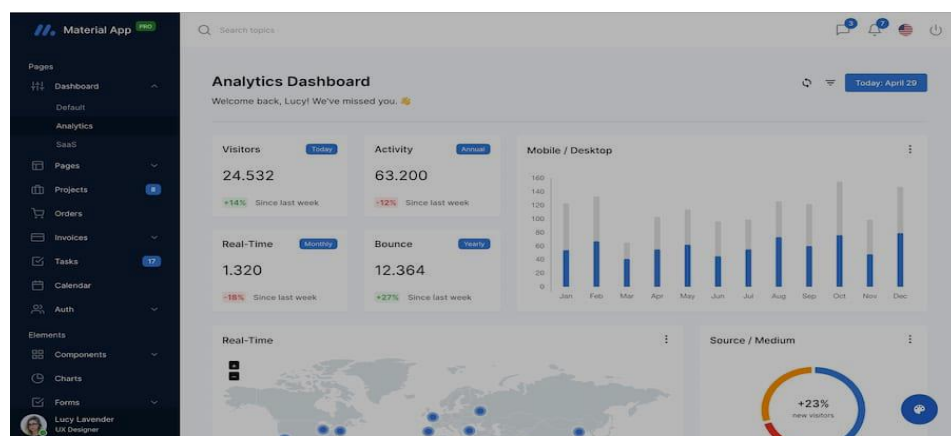 Material App PRO
Search topics
3
7
Pages
Dashboard
Default
Analytics
SaaS
Pages
Projects 8
Orders
Invoices
Tasks 17
Calendar
Auth
Elements
Components
Charts
Forms
Lucy Lavender
UX Designer
Analytics Dashboard
Welcome back, Lucy! We've missed you.
Today: April 29
Visitors Today
24.532
+14% Since last week
Activity Annual
63.200
-12% Since last week
Real-Time Monthly
1.320
-18% Since last week
Bounce Yearly
12.364
+27% Since last week
Mobile / Desktop
160
140
120
100
80
60
40
20
0
Jan Feb Mar Apr May Jun Jul Aug Sep Oct Nov Dec
Real-Time
+
-
Source / Medium
+23%
new visitors